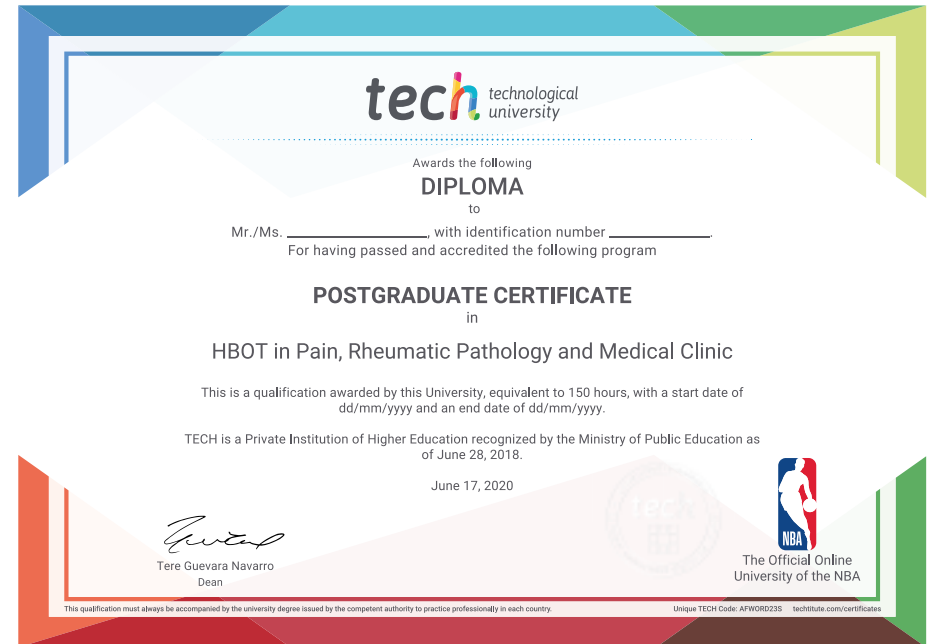 tech technological
university
Awards the following
DIPLOMA
to
Mr./Ms. ____________________, with identification number ______________.
For having passed and accredited the following program
POSTGRADUATE CERTIFICATE
in
HBOT in Pain, Rheumatic Pathology and Medical Clinic
This is a qualification awarded by this University, equivalent to 150 hours, with a start date of
dd/mm/yyyy and an end date of dd/mm/yyyy.
TECH is a Private Institution of Higher Education recognized by the Ministry of Public Education as
of June 28, 2018.
June 17, 2020
tech
NBA
Tere Guevara Navarro
Dean
The Official Online
University of the NBA
This qualification must always be accompanied by the university degree issued by the competent authority to practice professionally in each country.
Unique TECH Code: AFWORD23S techtitute.com/certificates